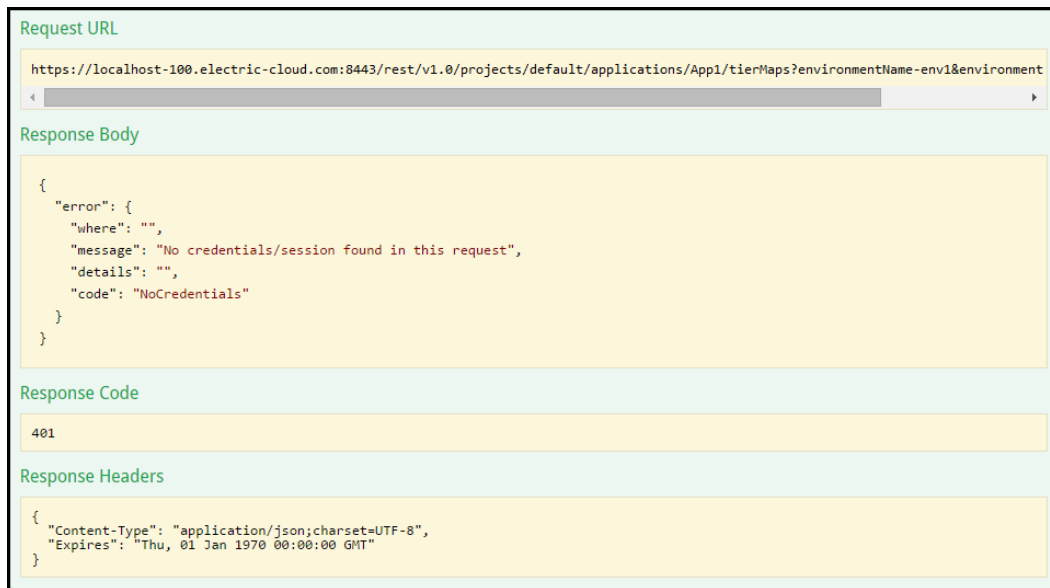 Request URL
https://localhost-100.electric-cloud.com:8443/rest/v1.0/projects/default/applications/App1/tierMaps?environmentName-env1&environment
Response Body
{
"error": {
"where": "",
"message": "No credentials/session found in this request",
"details": "",
"code": "NoCredentials"
}
}
Response Code
401
Response Headers
{
"Content-Type": "application/json;charset=UTF-8",
"Expires": "Thu, 01 Jan 1970 00:00:00 GMT"
}